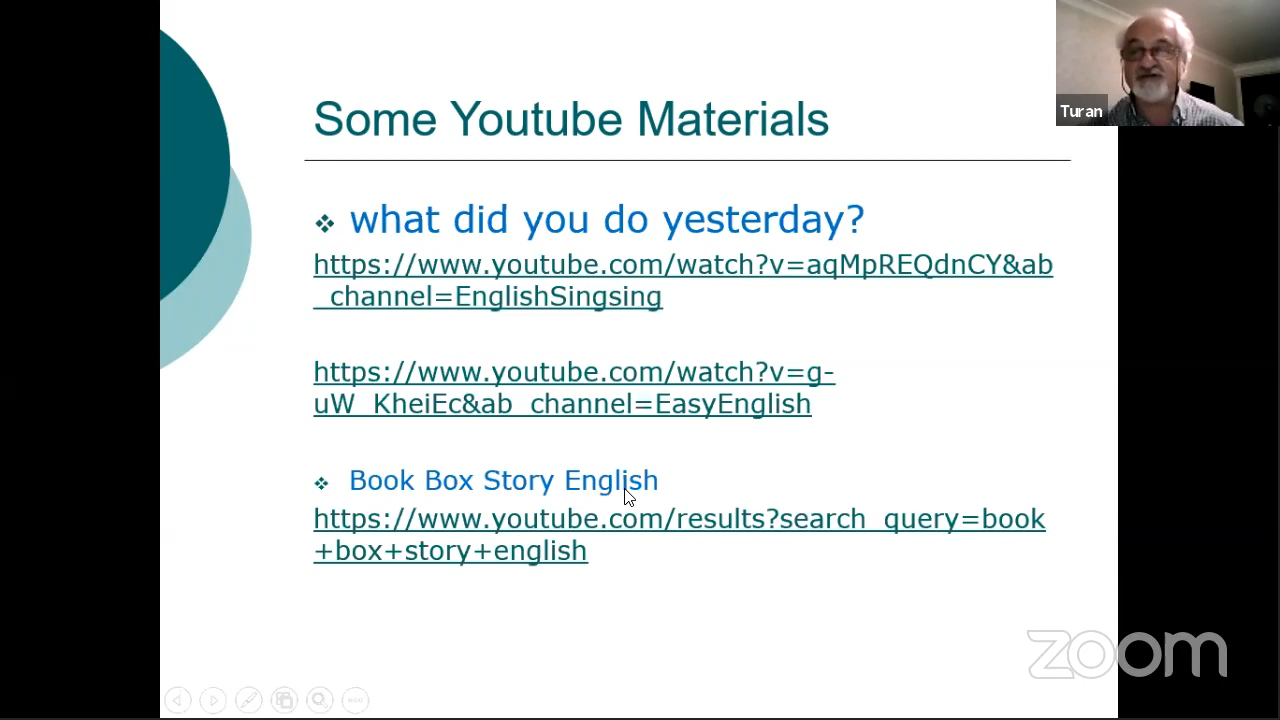 Some Youtube Materials
what did you do yesterday?
https://www.youtube.com/watch?v=aqMpREQdnCY&ab
_channel=EnglishSingsing
https://www.youtube.com/watch?v=g-
uW_KheiEc&ab_channel=EasyEnglish
Book Box Story English
https://www.youtube.com/results?search_query=book
+box+story+english
Turan
zoom